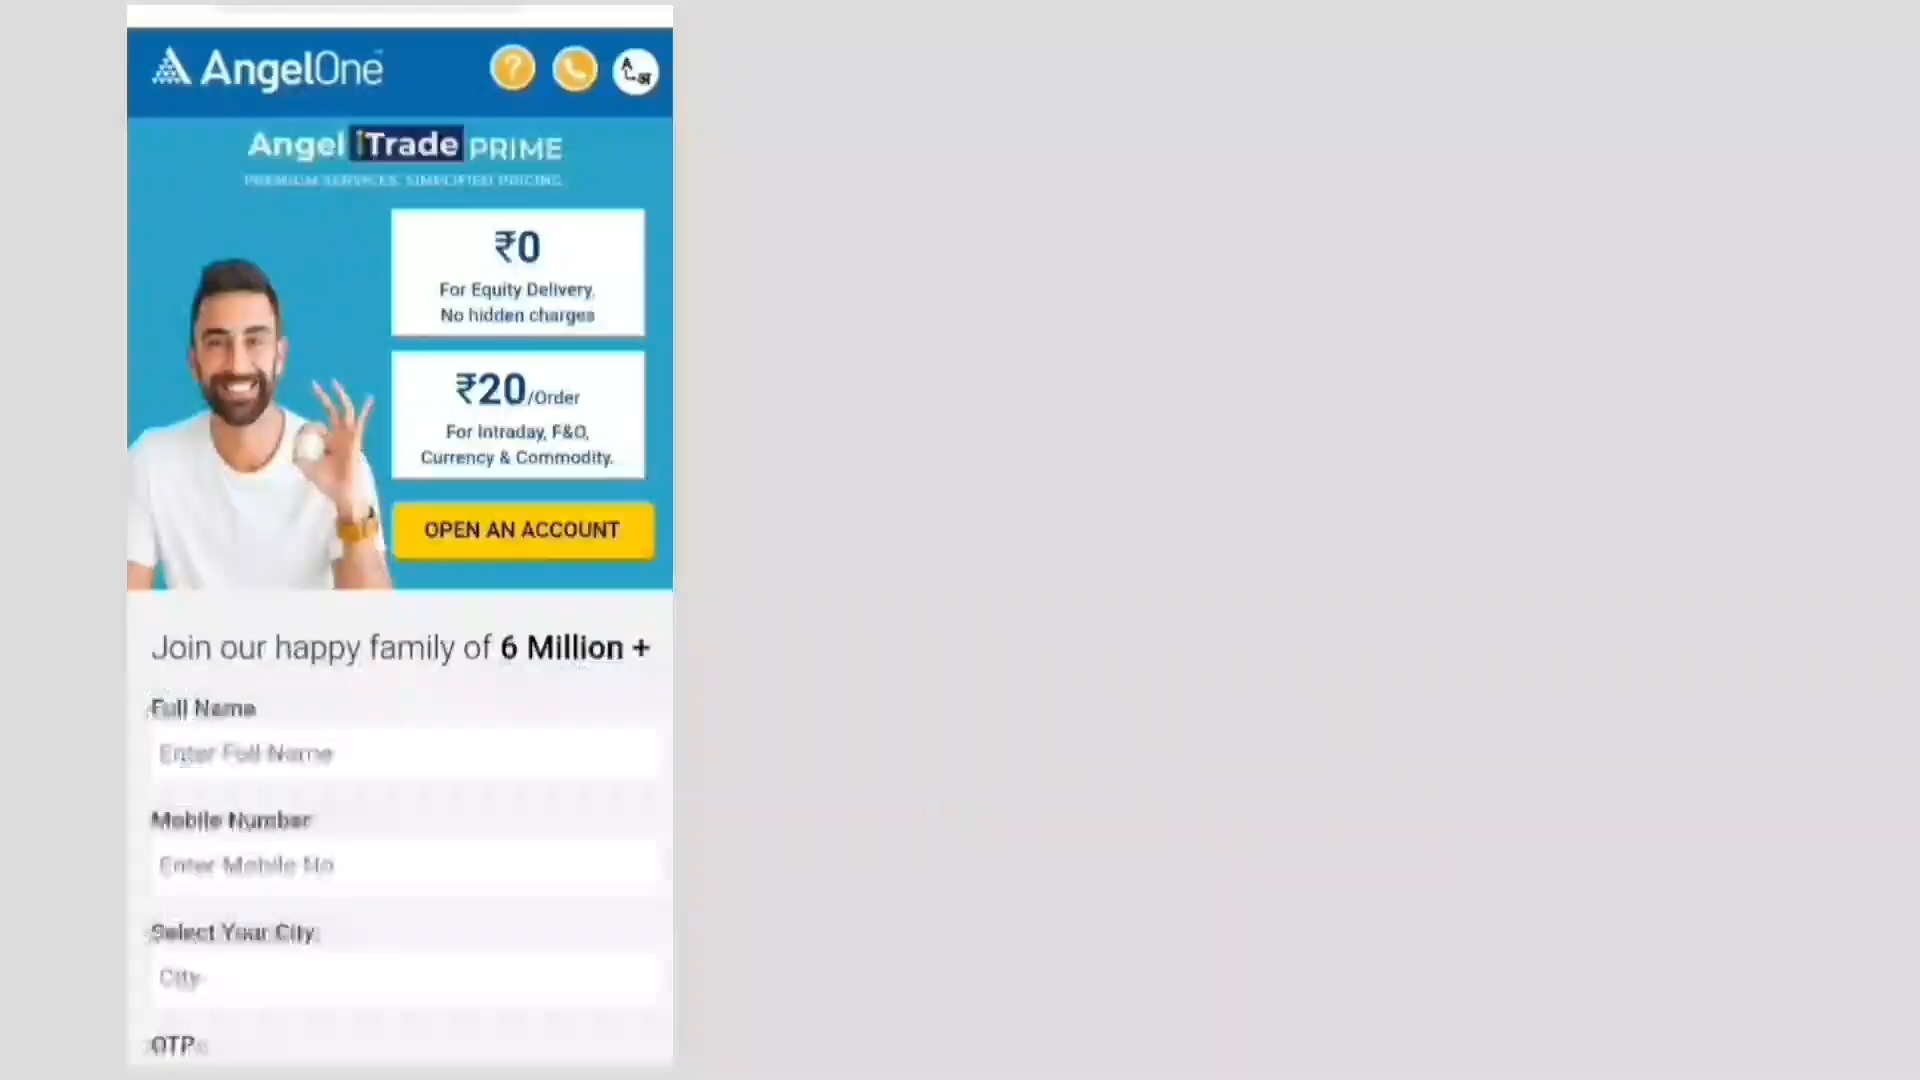 AngelOne
Angel iTrade PRIME
PREMIUM SERVICES. SIMPLIFIED PRICING.
₹0
For Equity Delivery.
No hidden charges
₹20/Order
For Intraday, F&O,
Currency & Commodity.
OPEN AN ACCOUNT
Join our happy family of 6 Million +
Full Name
Enter Full Name
Mobile Number
Enter Mobile No
Select Your City
City
OTP